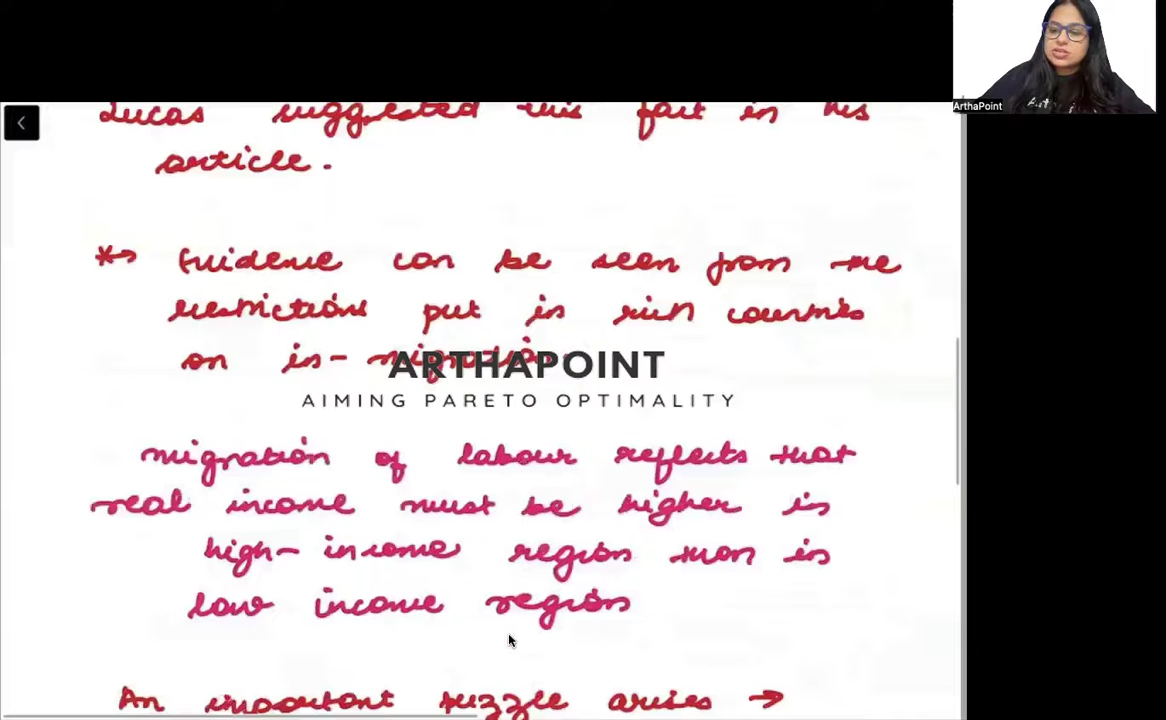 ArthaPoint
Lucas suggested this fact in his
article.
*→ Evidence can be seen from the
restrictions put in rich countries
on in-migration.
ARTHAPOINT
AIMING PARETO OPTIMALITY
migration of labour reflects that
real income must be higher in
high-income region than in
low income region
An important puzzle arises →